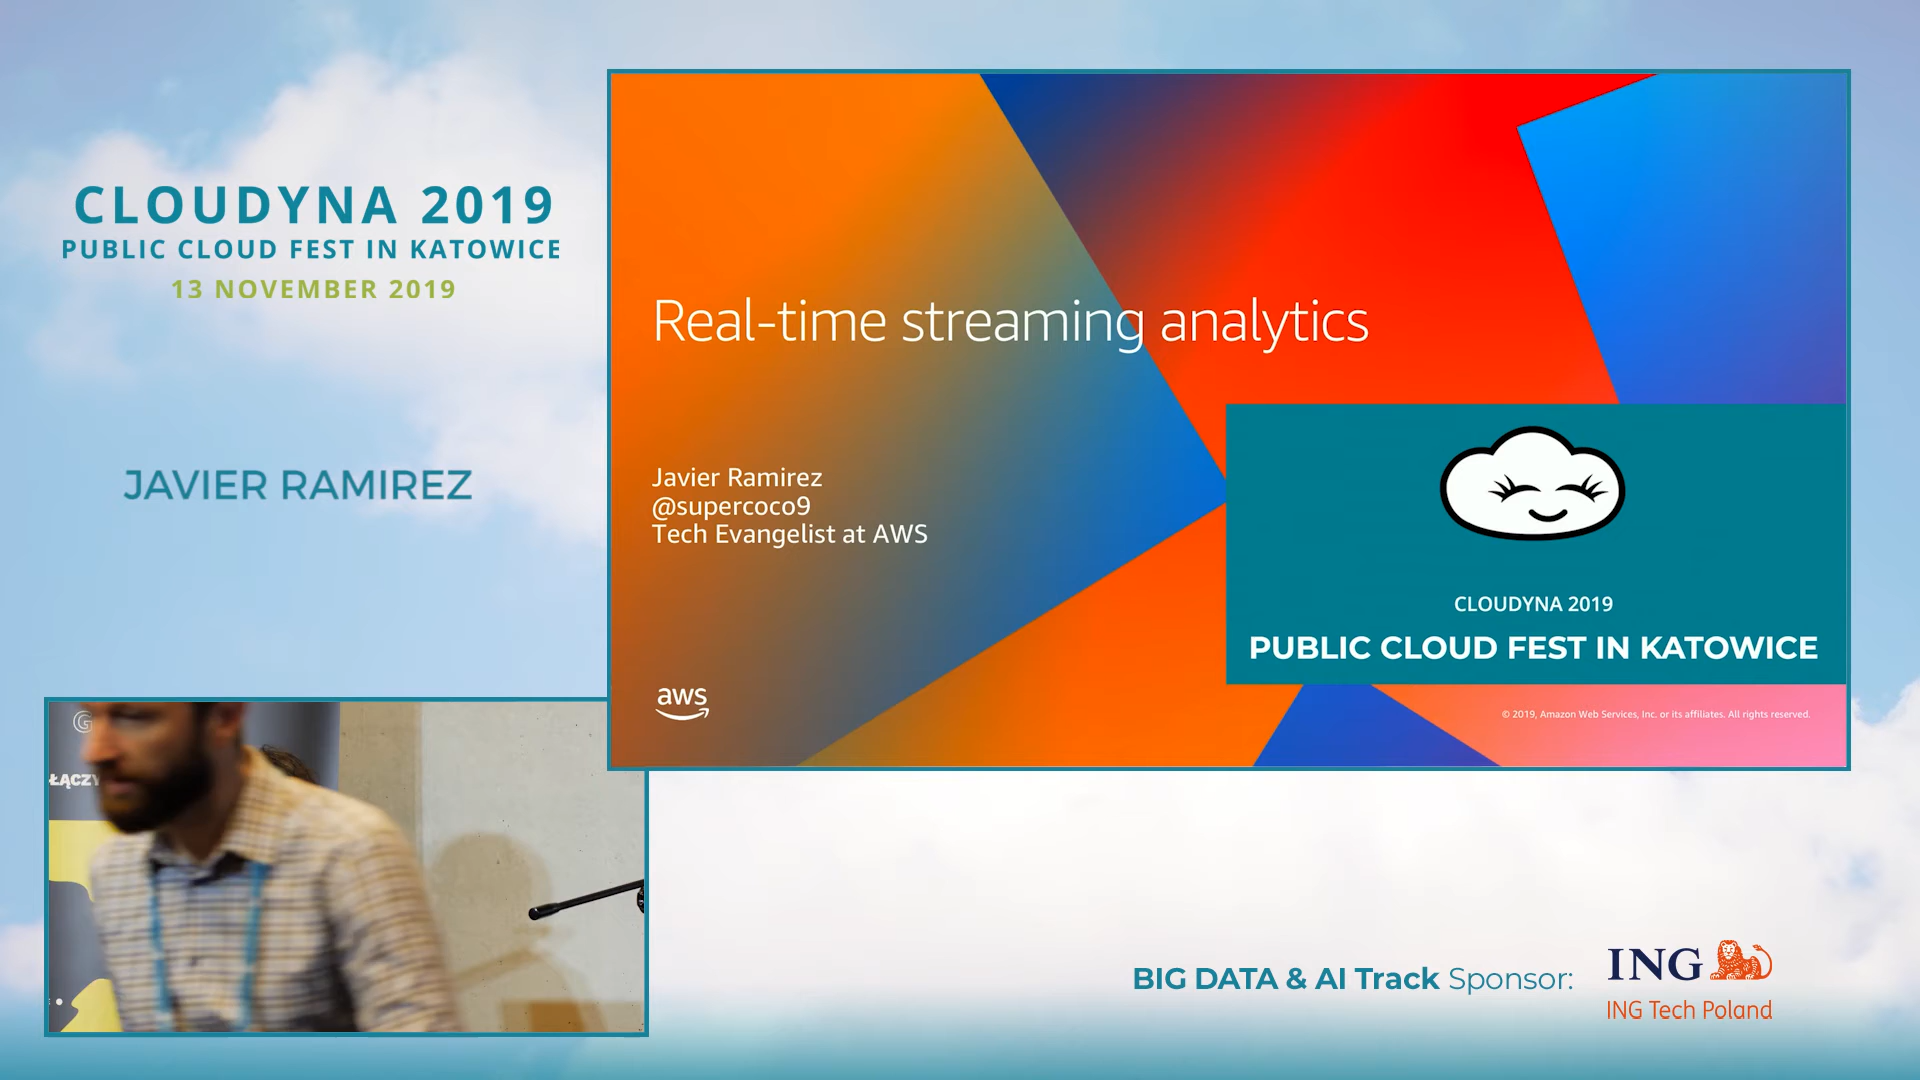 CLOUDYNA 2019
PUBLIC CLOUD FEST IN KATOWICE
13 NOVEMBER 2019
JAVIER RAMIREZ
Real-time streaming analytics
Javier Ramirez
@supercoco9
Tech Evangelist at AWS
aws
CLOUDYNA 2019
PUBLIC CLOUD FEST IN KATOWICE
© 2019, Amazon Web Services, Inc. or its affiliates. All rights reserved.
BIG DATA & AI Track Sponsor:
ING
ING Tech Poland